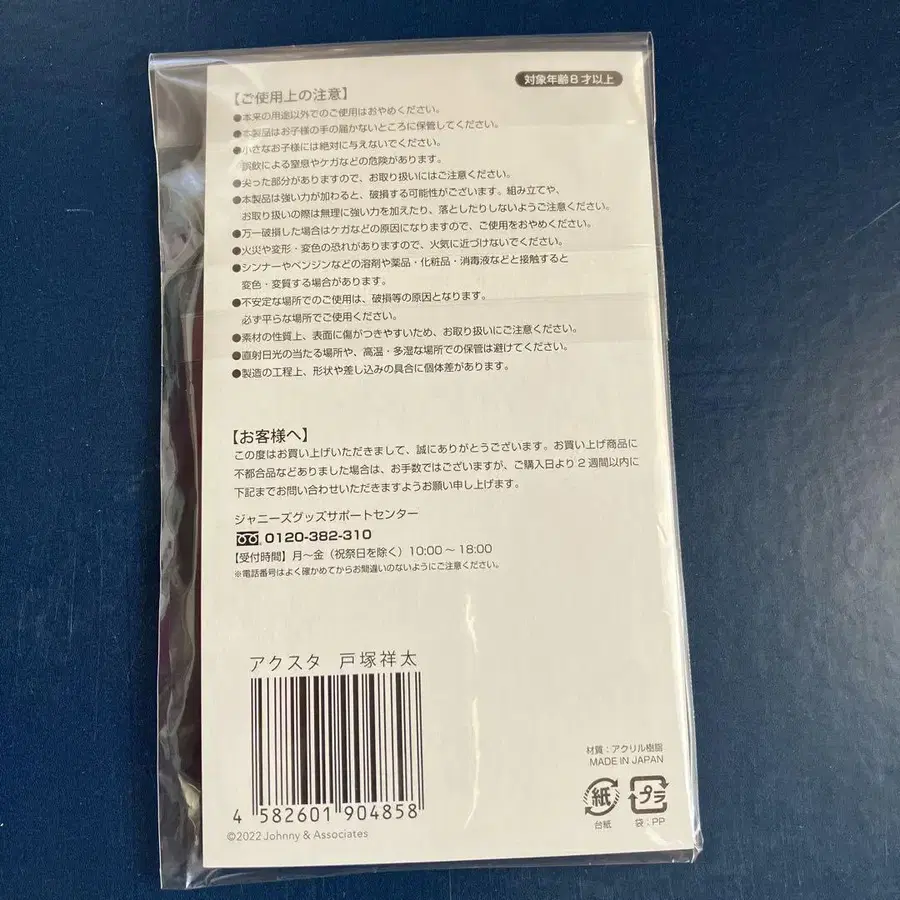 対象年齢8才以上
【ご使用上の注意】
●本来の用途以外でのご使用はおやめください。
●本製品はお子様の手の届かないところに保管してください。
●小さなお子様には絶対に与えないでください。
誤飲による窒息やケガなどの危険があります。
●尖った部分がありますので、お取り扱いにはご注意ください。
●本製品は強い力が加わると、破損する可能性がございます。組み立てや、
お取り扱いの際は無理に強い力を加えたり、落としたりしないようご注意ください。
●万一破損した場合はケガなどの原因になりますので、ご使用をおやめください。
●火災や変形・変色の恐れがありますので、火気に近づけないでください。
●シンナーやベンジンなどの溶剤や薬品・化粧品・消毒液などと接触すると
変色・変質する場合があります。
●不安定な場所でのご使用は、破損等の原因となります。
必ず平らな場所でご使用ください。
●素材の性質上、表面に傷がつきやすいため、お取り扱いにご注意ください。
●直射日光の当たる場所や、高温・多湿な場所での保管は避けてください。
●製造の工程上、形状や差し込みの具合に個体差があります。
【お客様へ】
この度はお買い上げいただきまして、誠にありがとうございます。お買い上げ商品に
不都合品などありました場合は、お手数ではございますが、ご購入日より2週間以内に
下記までお問い合わせいただきますようお願い申し上げます。
ジャニーズグッズサポートセンター
0120-382-310
【受付時間】月～金（祝祭日を除く）10:00～18:00
※電話番号はよく確かめてからお間違いのないようにご注意ください。
アクスタ 戸塚祥太
4 582601 904858
©2022 Johnny & Associates
材質：アクリル樹脂
MADE IN JAPAN
紙
台紙
プラ
袋：PP